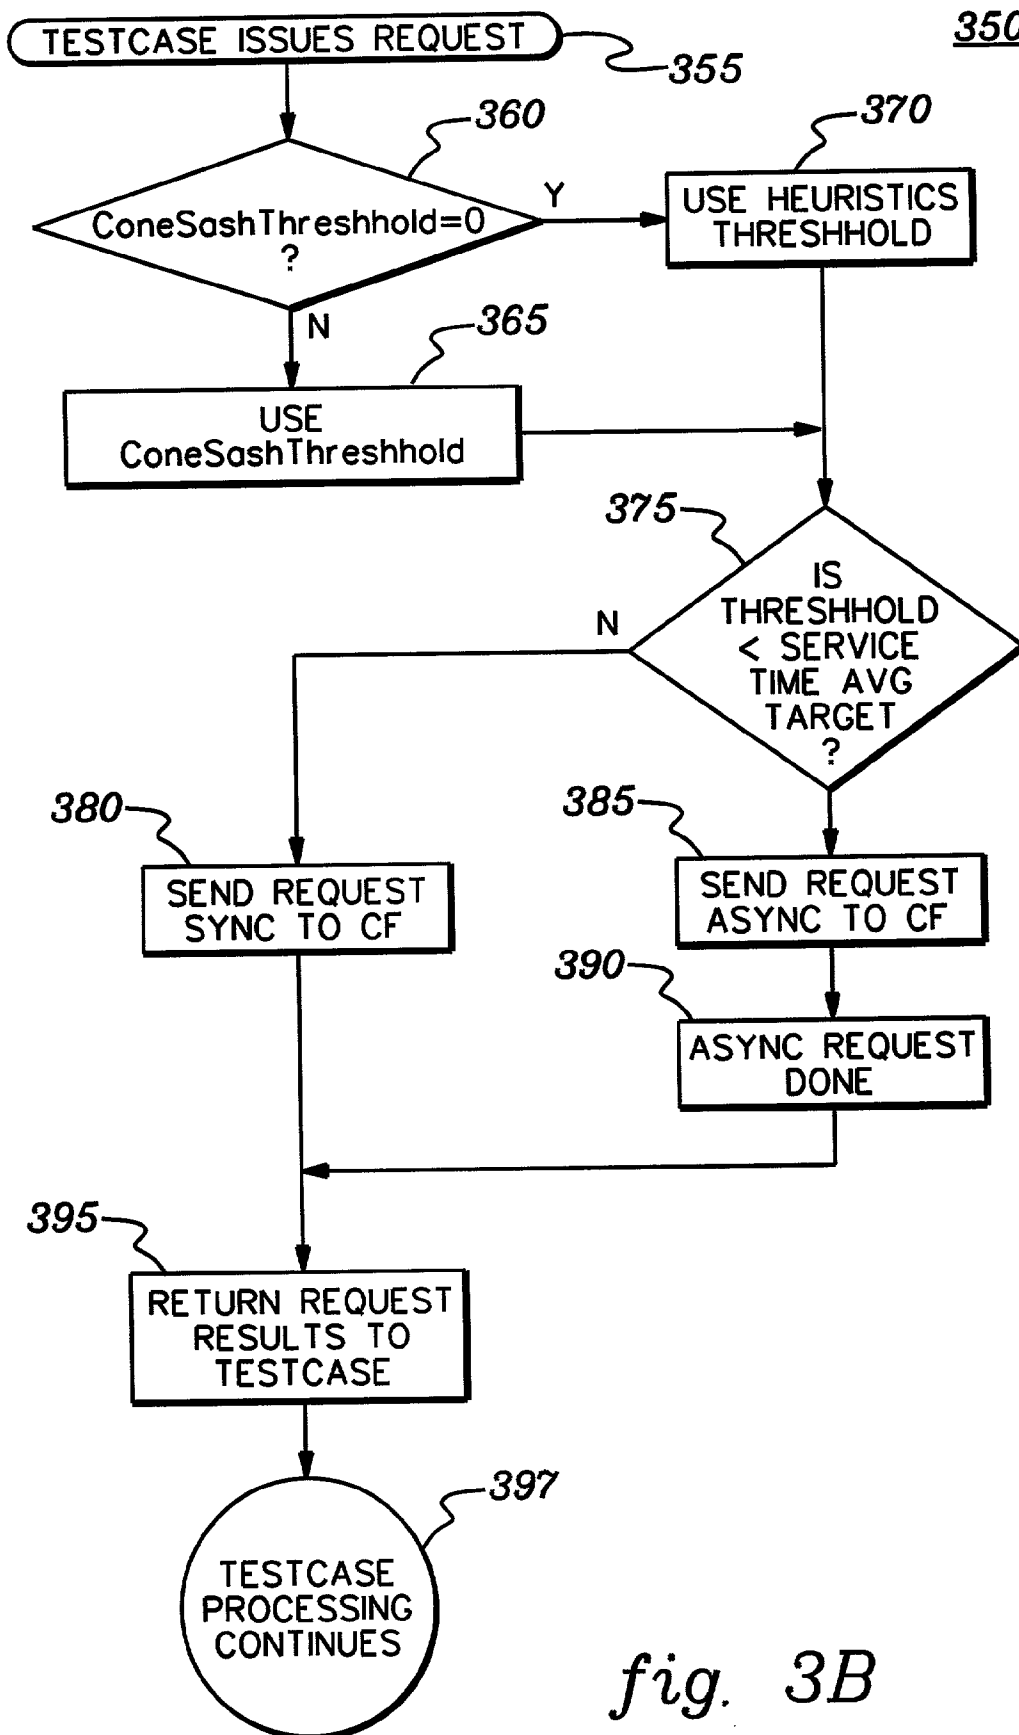 350
TESTCASE ISSUES REQUEST
355
360
370
ConeSashThreshhold=0
?
Y
USE HEURISTICS
THRESHHOLD
N
365
USE
ConeSashThreshhold
375
IS
THRESHHOLD
< SERVICE
TIME AVG
TARGET
?
N
380
385
SEND REQUEST
SYNC TO CF
SEND REQUEST
ASYNC TO CF
390
ASYNC REQUEST
DONE
395
RETURN REQUEST
RESULTS TO
TESTCASE
397
TESTCASE
PROCESSING
CONTINUES
fig. 3B